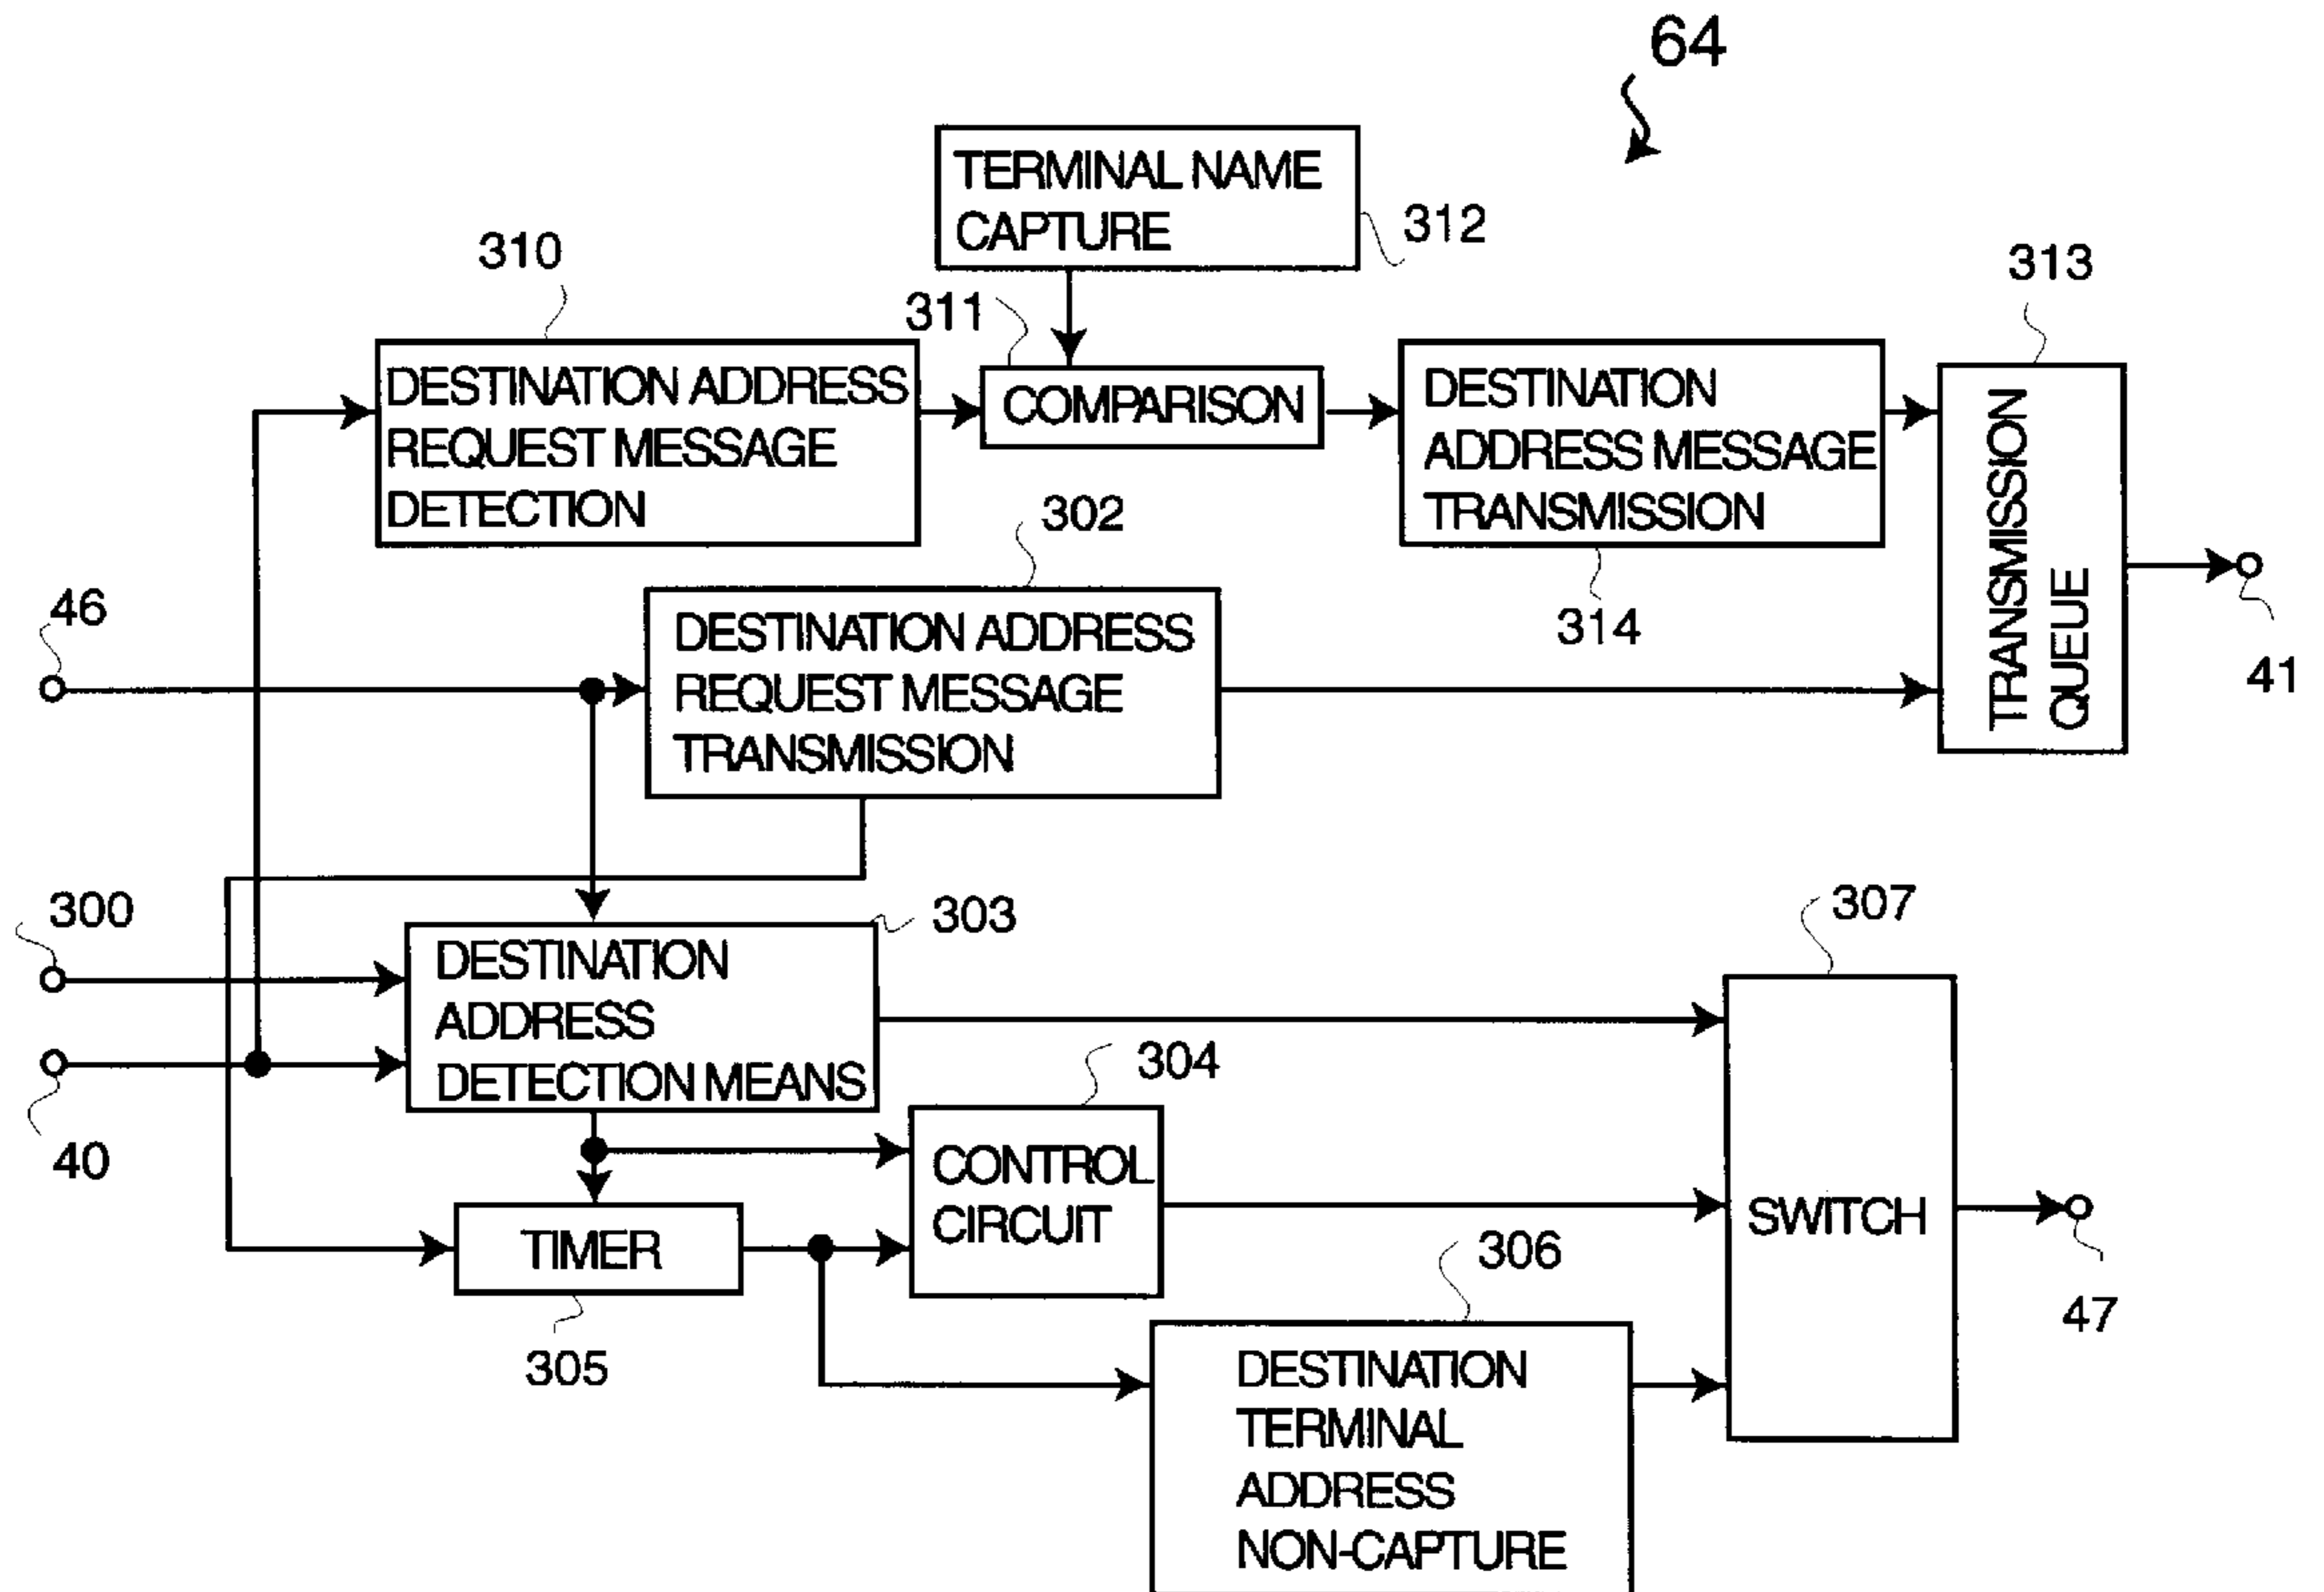 64
TERMINAL NAME
CAPTURE
312
310
311
313
DESTINATION ADDRESS
REQUEST MESSAGE
DETECTION
COMPARISON
DESTINATION
ADDRESS MESSAGE
TRANSMISSION
314
TRANSMISSION
QUEUE
41
302
46
DESTINATION ADDRESS
REQUEST MESSAGE
TRANSMISSION
300
303
307
DESTINATION
ADDRESS
DETECTION MEANS
40
304
CONTROL
CIRCUIT
SWITCH
47
TIMER
305
306
DESTINATION
TERMINAL
ADDRESS
NON-CAPTURE